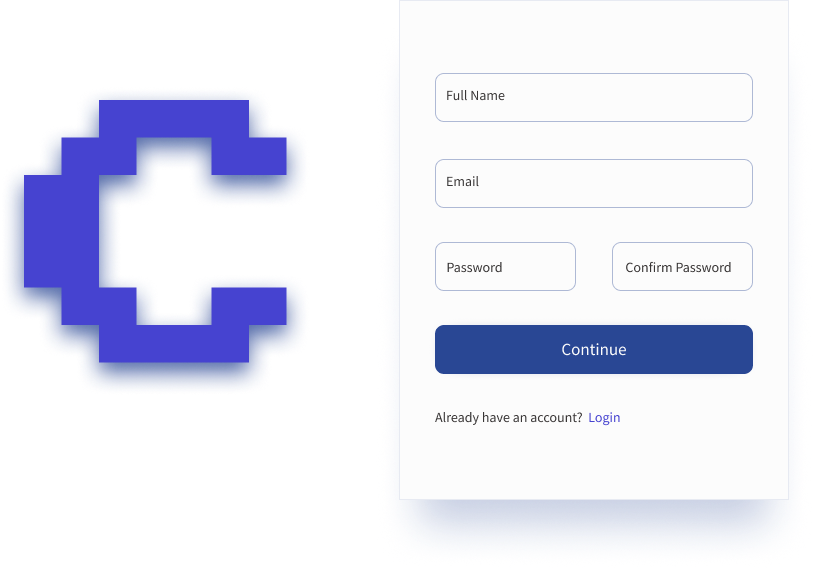 Full Name
Email
Password Confirm Password
Continue
Already have an account? Login